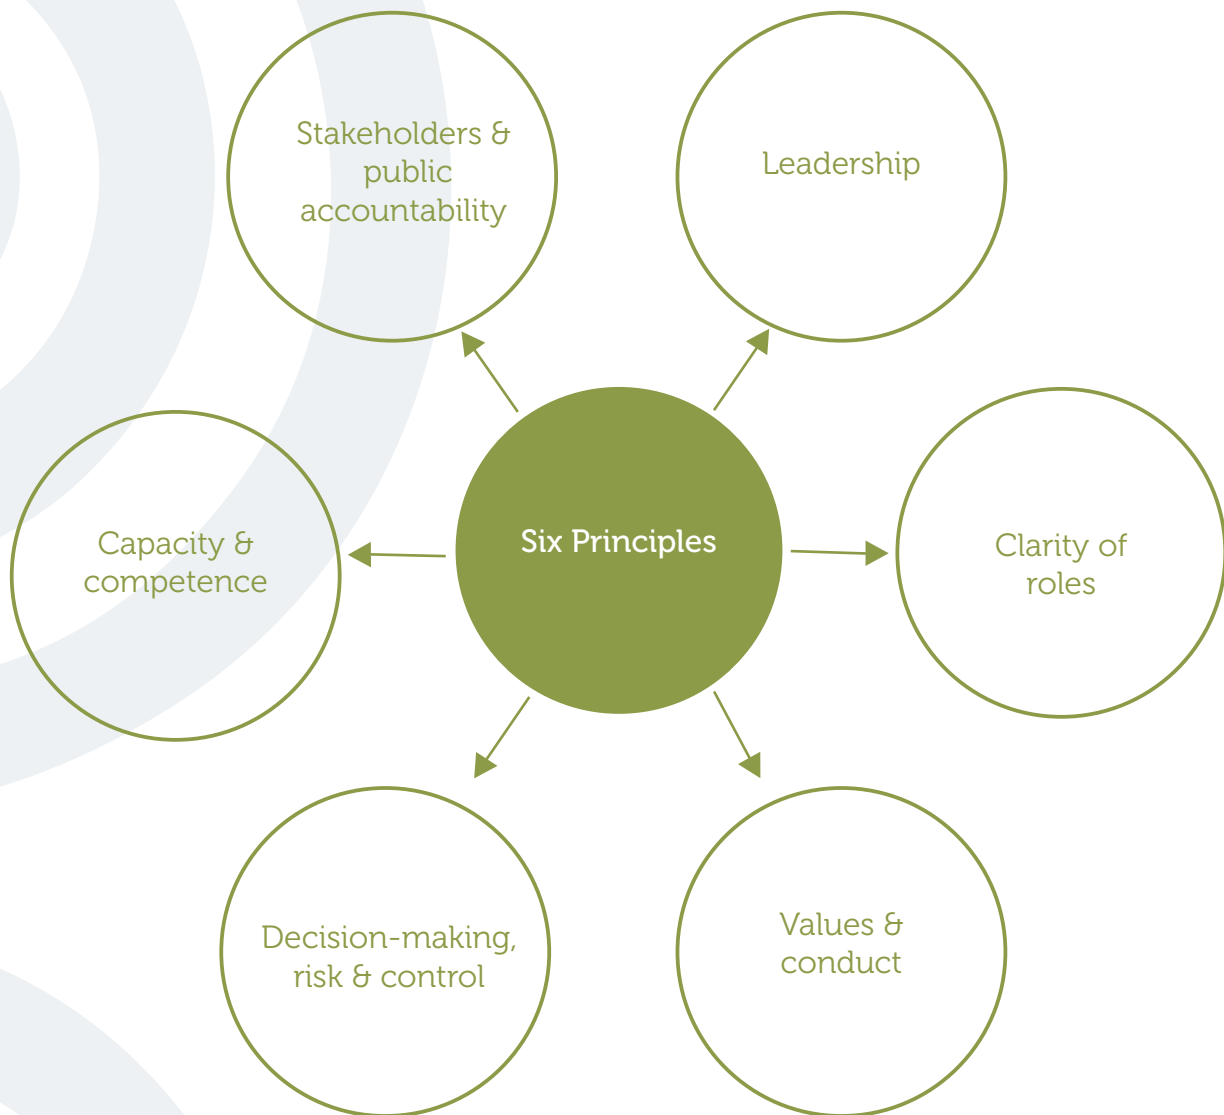 Stakeholders &
public
accountability
Leadership
Six Principles
Capacity &
competence
Clarity of
roles
Decision-making,
risk & control
Values &
conduct